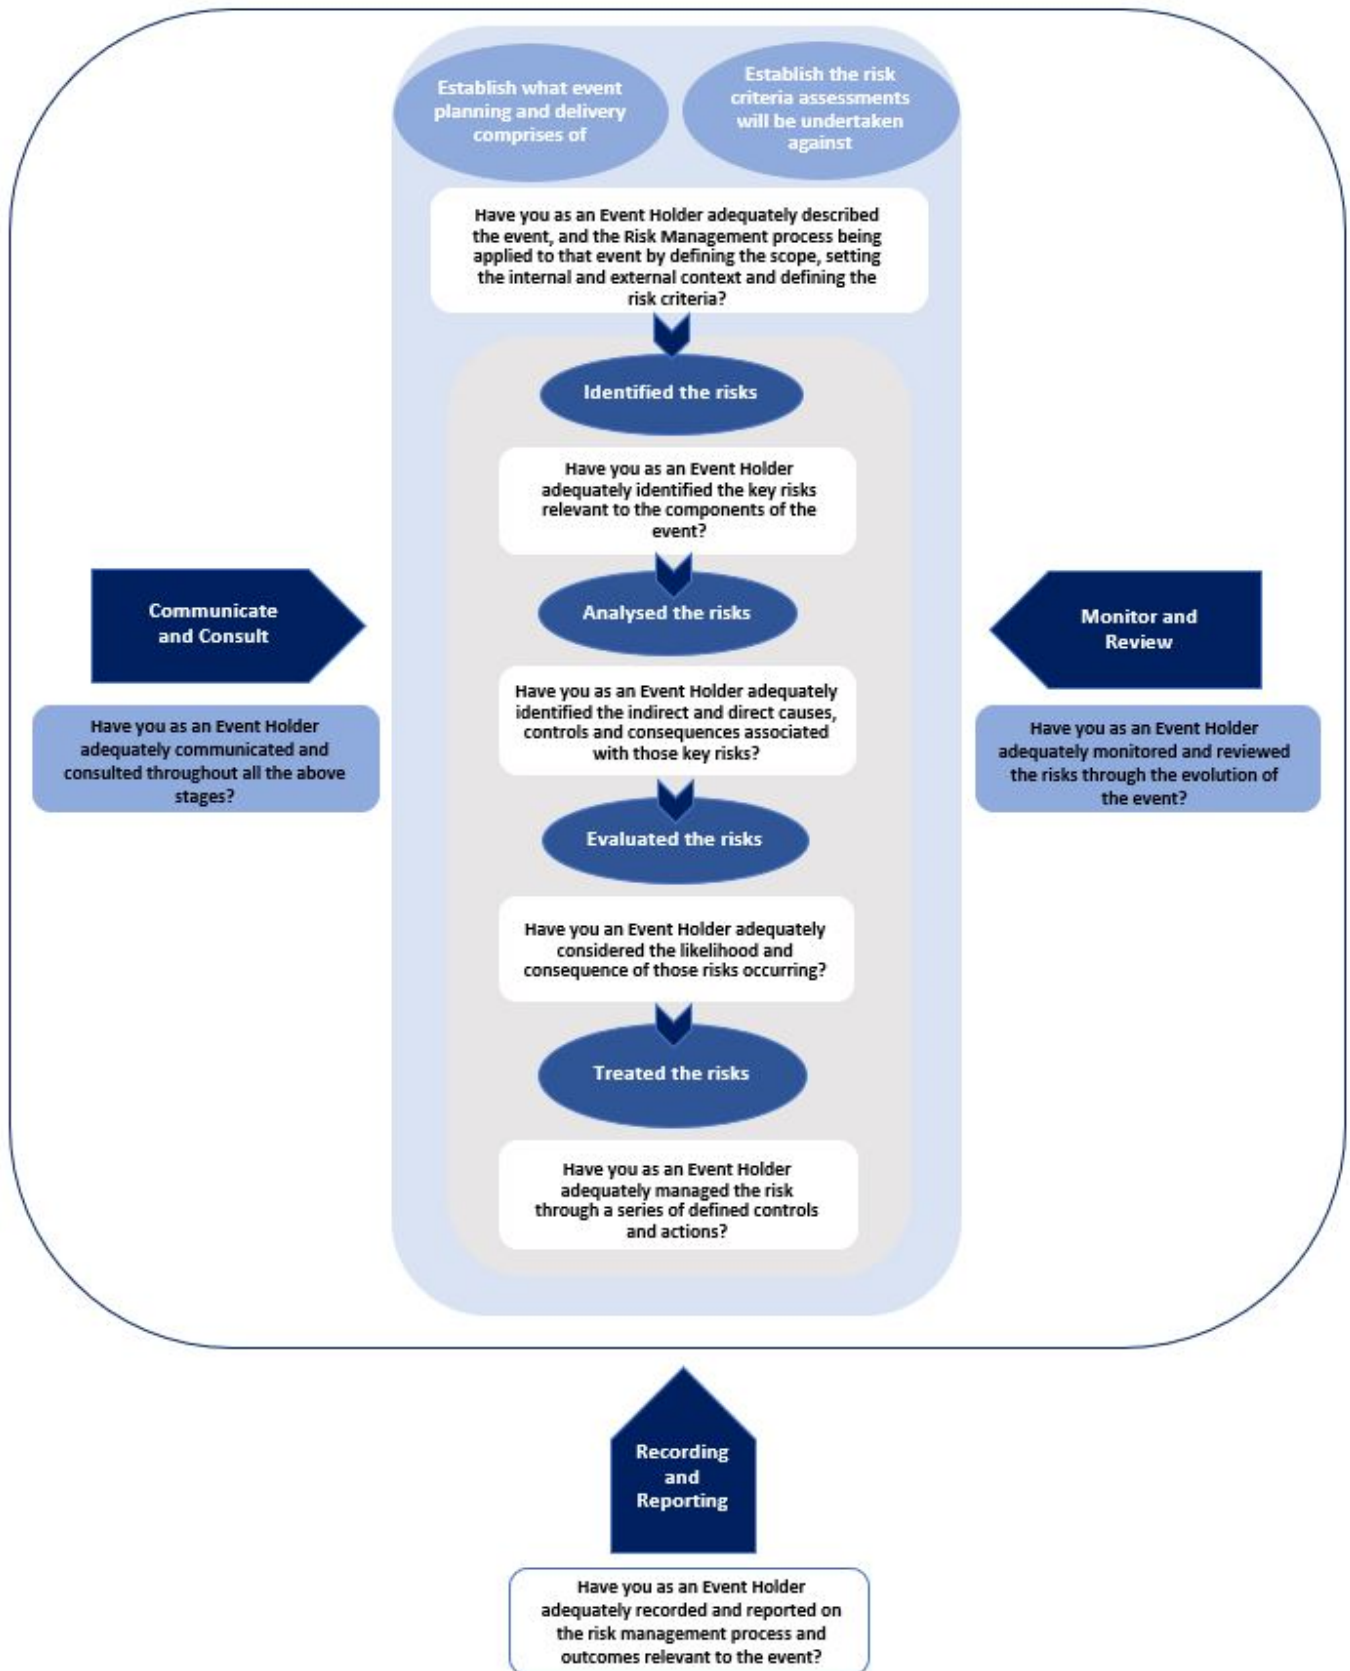 Establish what event
planning and delivery
comprises of
Establish the risk
criteria assessments
will be undertaken
against
Have you as an Event Holder adequately described
the event, and the Risk Management process being
applied to that event by defining the scope, setting
the internal and external context and defining the
risk criteria?
Identified the risks
Have you as an Event Holder
adequately identified the key risks
relevant to the components of the
event?
Analysed the risks
Have you as an Event Holder adequately
identified the indirect and direct causes,
controls and consequences associated
with those key risks?
Evaluated the risks
Have you an Event Holder adequately
considered the likelihood and
consequence of those risks occurring?
Treated the risks
Have you as an Event Holder
adequately managed the risk
through a series of defined controls
and actions?
Communicate
and Consult
Have you as an Event Holder
adequately communicated and
consulted throughout all the above
stages?
Monitor and
Review
Have you as an Event Holder
adequately monitored and reviewed
the risks through the evolution of
the event?
Recording
and
Reporting
Have you as an Event Holder
adequately recorded and reported on
the risk management process and
outcomes relevant to the event?